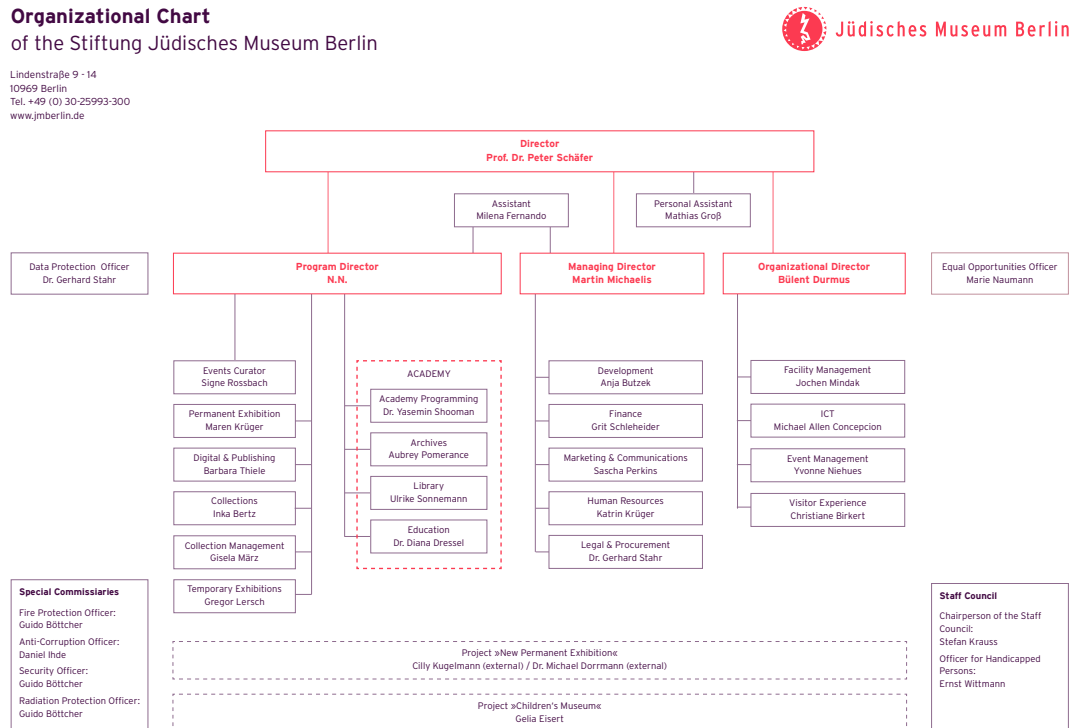 Organizational Chart
of the Stiftung Jüdisches Museum Berlin
Jüdisches Museum Berlin
Lindenstraße 9 - 14
10969 Berlin
Tel. +49 (0) 30-25993-300
www.jmberlin.de
Director
Prof. Dr. Peter Schäfer
Assistant
Milena Fernando
Personal Assistant
Mathias Groß
Data Protection Officer
Dr. Gerhard Stahr
Program Director
N.N.
Managing Director
Martin Michaelis
Organizational Director
Bülent Durmus
Equal Opportunities Officer
Marie Naumann
Events Curator
Signe Rossbach
Permanent Exhibition
Maren Krüger
Digital & Publishing
Barbara Thiele
Collections
Inka Bertz
Collection Management
Gisela März
Temporary Exhibitions
Gregor Lersch
ACADEMY
Academy Programming
Dr. Yasemin Shooman
Archives
Aubrey Pomerance
Library
Ulrike Sonnemann
Education
Dr. Diana Dressel
Development
Anja Butzek
Finance
Grit Schleheider
Marketing & Communications
Sascha Perkins
Human Resources
Katrin Krüger
Legal & Procurement
Dr. Gerhard Stahr
Facility Management
Jochen Mindak
ICT
Michael Allen Concepcion
Event Management
Yvonne Niehues
Visitor Experience
Christiane Birkert
Special Commissiaries
Fire Protection Officer:
Guido Böttcher
Anti-Corruption Officer:
Daniel Ihde
Security Officer:
Guido Böttcher
Radiation Protection Officer:
Guido Böttcher
Project »New Permanent Exhibition«
Cilly Kugelmann (external) / Dr. Michael Dorrmann (external)
Project »Children's Museum«
Gelia Eisert
Staff Council
Chairperson of the Staff
Council:
Stefan Krauss
Officer for Handicapped
Persons:
Ernst Wittmann